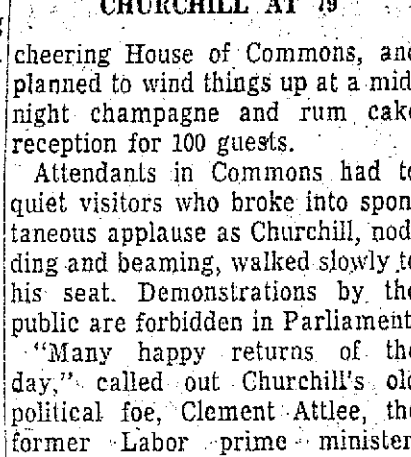 CHURCHILL AT 79
cheering House of Commons, and
planned to wind things up at a mid
night champagne and rum cake
reception for 100 guests.
Attendants in Commons had to
quiet visitors who broke into spon
taneous applause as Churchill, nod
ding and beaming, walked slowly to
his seat. Demonstrations by the
public are forbidden in Parliament
"Many happy returns of the
day," called out Churchill's old
political foe, Clement Attlee, the
former Labor prime minister